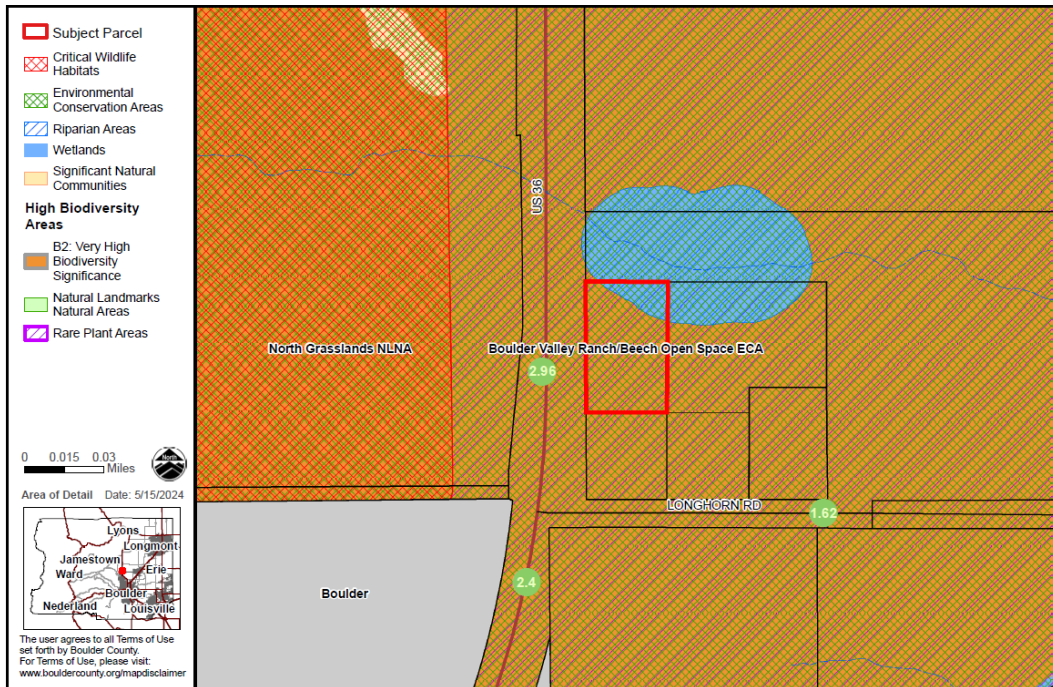 Subject Parcel
Critical Wildlife
Habitats
Environmental
Conservation Areas
Riparian Areas
Wetlands
Significant Natural
Communities
High Biodiversity
Areas
B2: Very High
Biodiversity
Significance
Natural Landmarks
Natural Areas
Rare Plant Areas
0 0.015 0.03
Miles
North
Area of Detail Date: 5/15/2024
Lyons
Longmont
Jamestown
Ward
Erie
Boulder
Nederland
Louisville
The user agrees to all Terms of Use
set forth by Boulder County.
For Terms of Use, please visit:
www.bouldercounty.org/mapdisclaimer
US 36
North Grasslands NLNA
Boulder Valley Ranch/Beech Open Space ECA
2.96
LONGHORN RD
1.62
2.4
Boulder